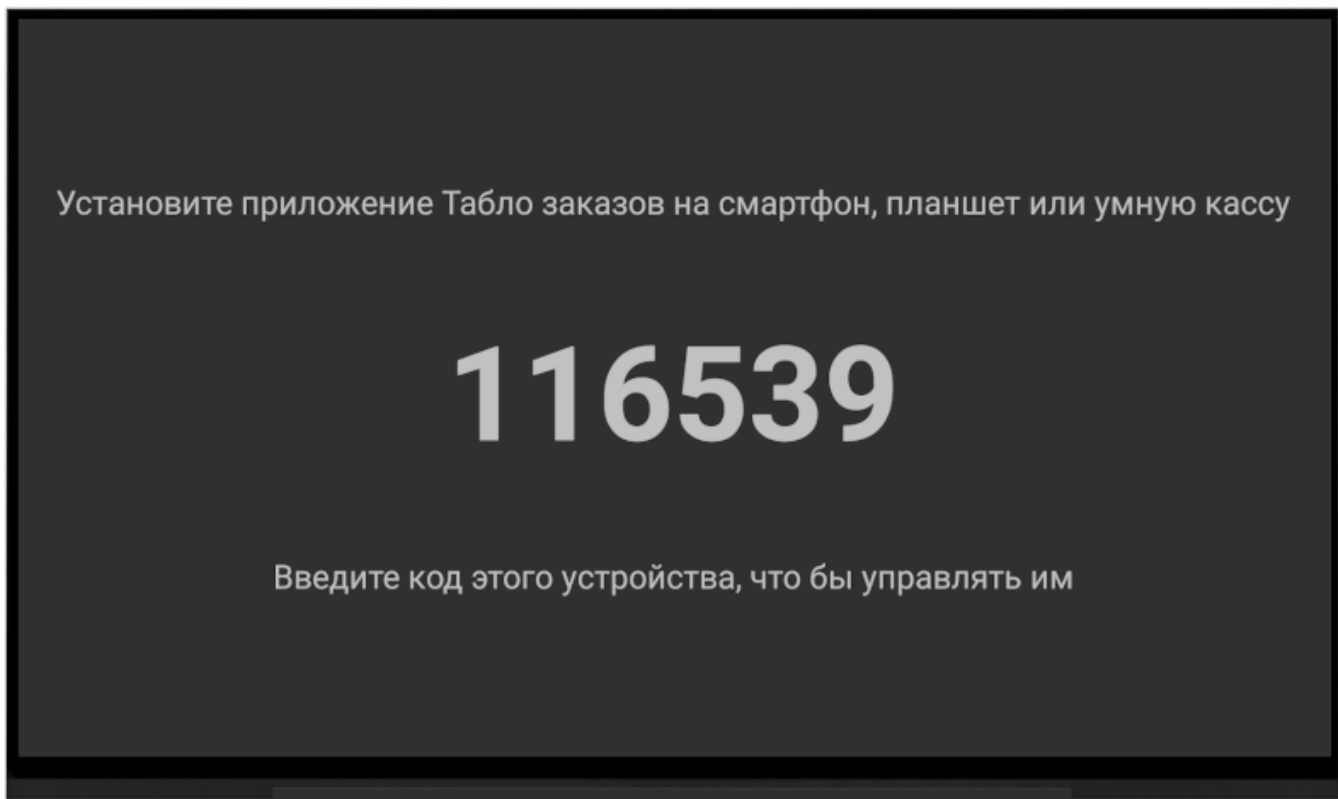 Установите приложение Табло заказов на смартфон, планшет или умную кассу
116539
Введите код этого устройства, что бы управлять им